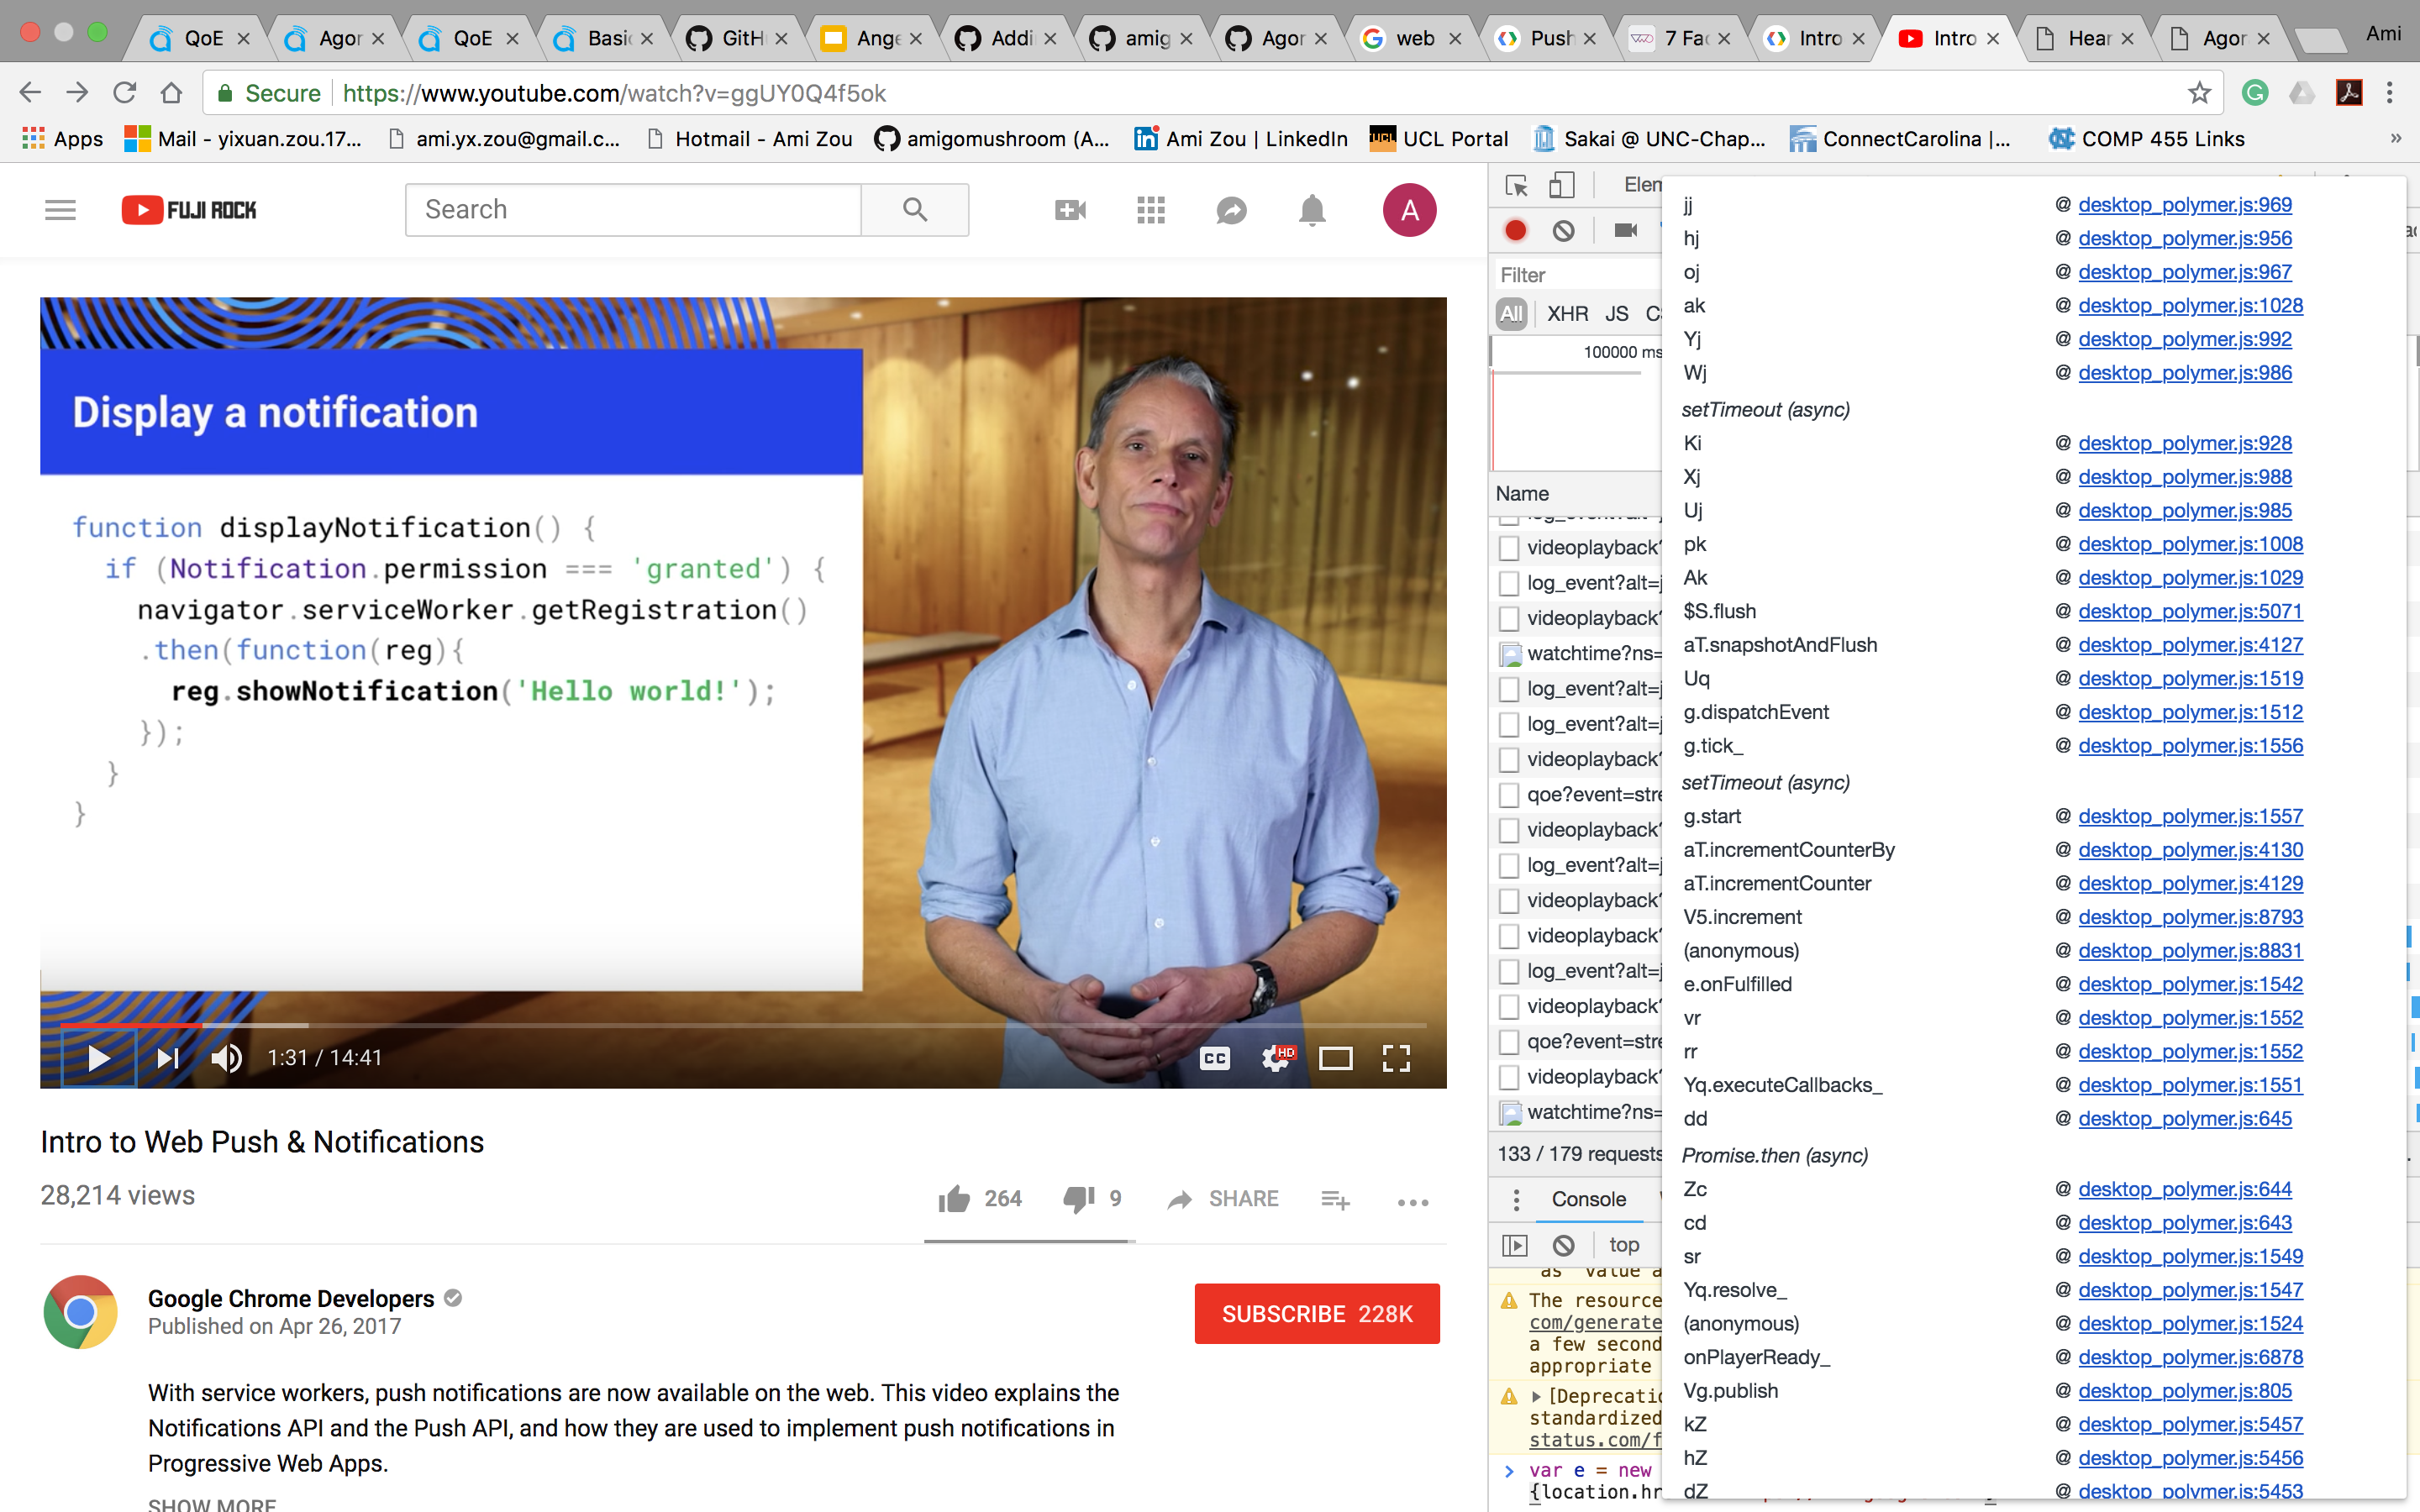 QoE
Agor
QoE
Basic
GitH
Ange
Addi
amig
Agor
web
Push
7 Fac
Intro
Intro
Hear
Agor
Ami
Secure
https://www.youtube.com/watch?v=ggUY0Q4f5ok
Apps
Mail - yixuan.zou.17...
ami.yx.zou@gmail.c...
Hotmail - Ami Zou
amigomushroom (A...
Ami Zou | LinkedIn
UCL Portal
Sakai @ UNC-Chap...
ConnectCarolina |...
COMP 455 Links
»
FUJI ROCK
Search
A
Display a notification
function displayNotification() {
if (Notification.permission === 'granted') {
navigator.serviceWorker.getRegistration()
.then(function(reg){
reg.showNotification('Hello world!');
});
}
}
1:31 / 14:41
CC
HD
Intro to Web Push & Notifications
28,214 views
264
9
SHARE
Google Chrome Developers
Published on Apr 26, 2017
SUBSCRIBE 228K
With service workers, push notifications are now available on the web. This video explains the
Notifications API and the Push API, and how they are used to implement push notifications in
Progressive Web Apps.
SHOW MORE
Elem
Filter
All XHR JS CS
100000 ms
Name
log_event?alt=j
videoplayback?
log_event?alt=j
videoplayback?
watchtime?ns=
log_event?alt=j
log_event?alt=j
videoplayback?
qoe?event=stre
videoplayback?
log_event?alt=j
videoplayback?
videoplayback?
log_event?alt=j
videoplayback?
qoe?event=stre
videoplayback?
watchtime?ns=
133 / 179 requests
Console
top
as value a
The resource
com/generate
a few second
appropriate
[Deprecatio
standardized
status.com/f
var e = new
{location.hr
jj @ desktop_polymer.js:969
hj @ desktop_polymer.js:956
oj @ desktop_polymer.js:967
ak @ desktop_polymer.js:1028
Yj @ desktop_polymer.js:992
Wj @ desktop_polymer.js:986
setTimeout (async)
Ki @ desktop_polymer.js:928
Xj @ desktop_polymer.js:988
Uj @ desktop_polymer.js:985
pk @ desktop_polymer.js:1008
Ak @ desktop_polymer.js:1029
$S.flush @ desktop_polymer.js:5071
aT.snapshotAndFlush @ desktop_polymer.js:4127
Uq @ desktop_polymer.js:1519
g.dispatchEvent @ desktop_polymer.js:1512
g.tick_ @ desktop_polymer.js:1556
setTimeout (async)
g.start @ desktop_polymer.js:1557
aT.incrementCounterBy @ desktop_polymer.js:4130
aT.incrementCounter @ desktop_polymer.js:4129
V5.increment @ desktop_polymer.js:8793
(anonymous) @ desktop_polymer.js:8831
e.onFulfilled @ desktop_polymer.js:1542
vr @ desktop_polymer.js:1552
rr @ desktop_polymer.js:1552
Yq.executeCallbacks_ @ desktop_polymer.js:1551
dd @ desktop_polymer.js:645
Promise.then (async)
Zc @ desktop_polymer.js:644
cd @ desktop_polymer.js:643
sr @ desktop_polymer.js:1549
Yq.resolve_ @ desktop_polymer.js:1547
(anonymous) @ desktop_polymer.js:1524
onPlayerReady_ @ desktop_polymer.js:6878
Vg.publish @ desktop_polymer.js:805
kZ @ desktop_polymer.js:5457
hZ @ desktop_polymer.js:5456
dZ @ desktop_polymer.js:5453